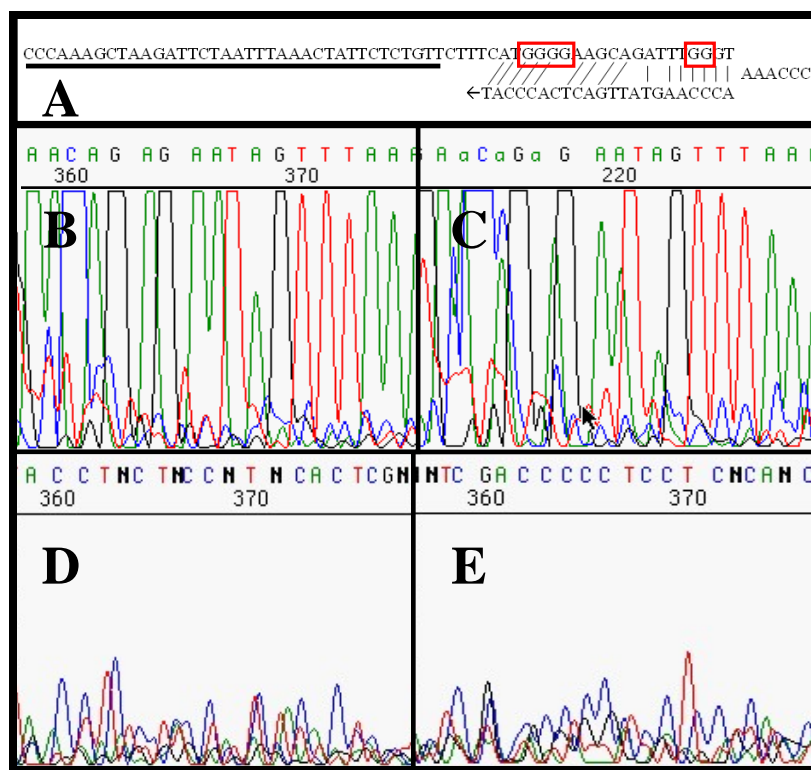 CCCAAAGCTAAGATTCTAATTTAAACTATTCTCTGTTCTTTCATGGGGAAGCAGATTTGGGT
AAACCC
A
←TACCCACTCAGTTATGAACCCA
A A C A G A G A A T A G T T T A A A
360 370
B
A A a C a G a G A A T A G T T T A A
220
C
A C C T N C T N C C N T N C A C T C G N
360 370
D
N T C G A C C C C C T C C T C N C A N C
360 370
E